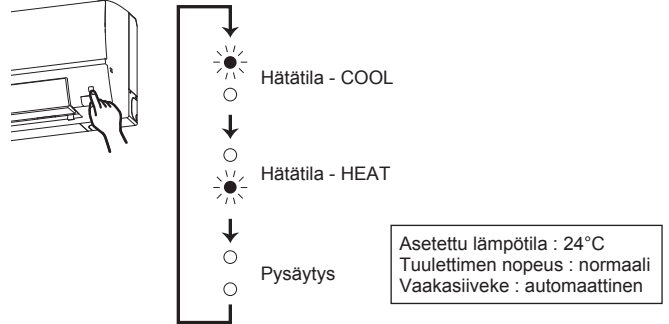 Hätätila - COOL
Hätätila - HEAT
Pysäytys
Asetettu lämpötila : 24°C
Tuulettimen nopeus : normaali
Vaakasiiveke : automaattinen